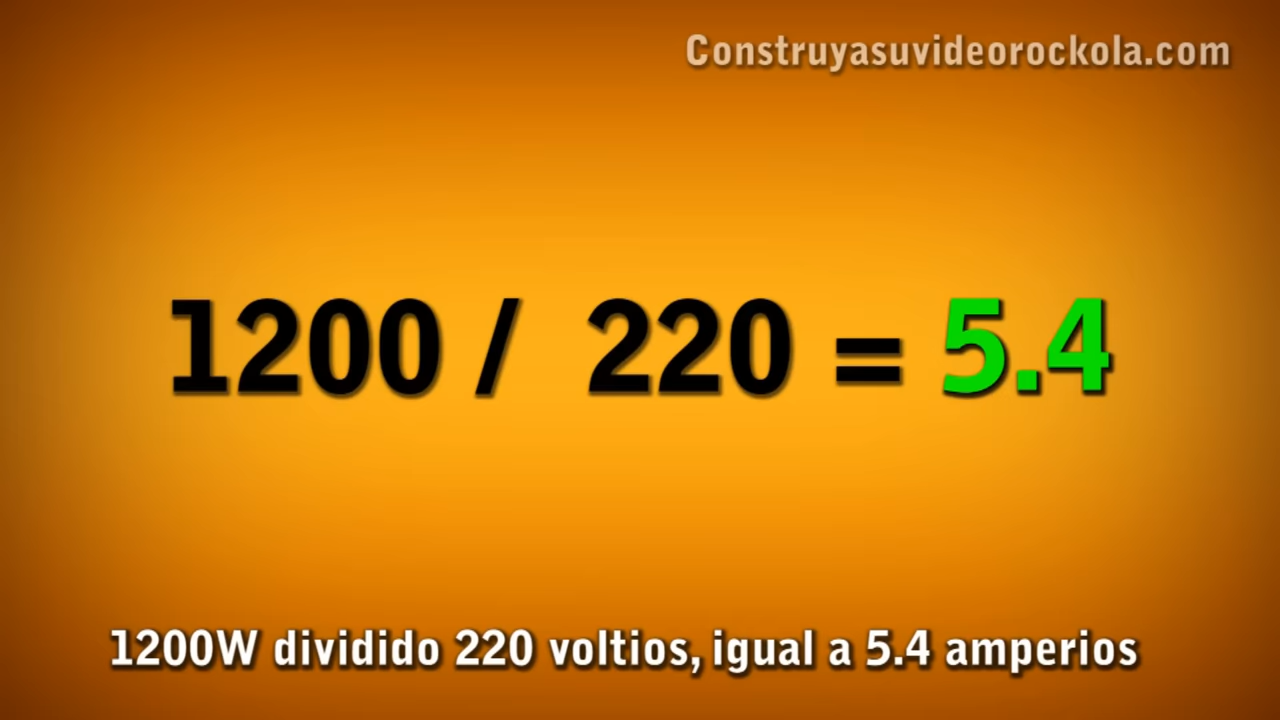 Construyasuvideorockola.com
1200 / 220 = 5.4
1200W dividido 220 voltios, igual a 5.4 amperios